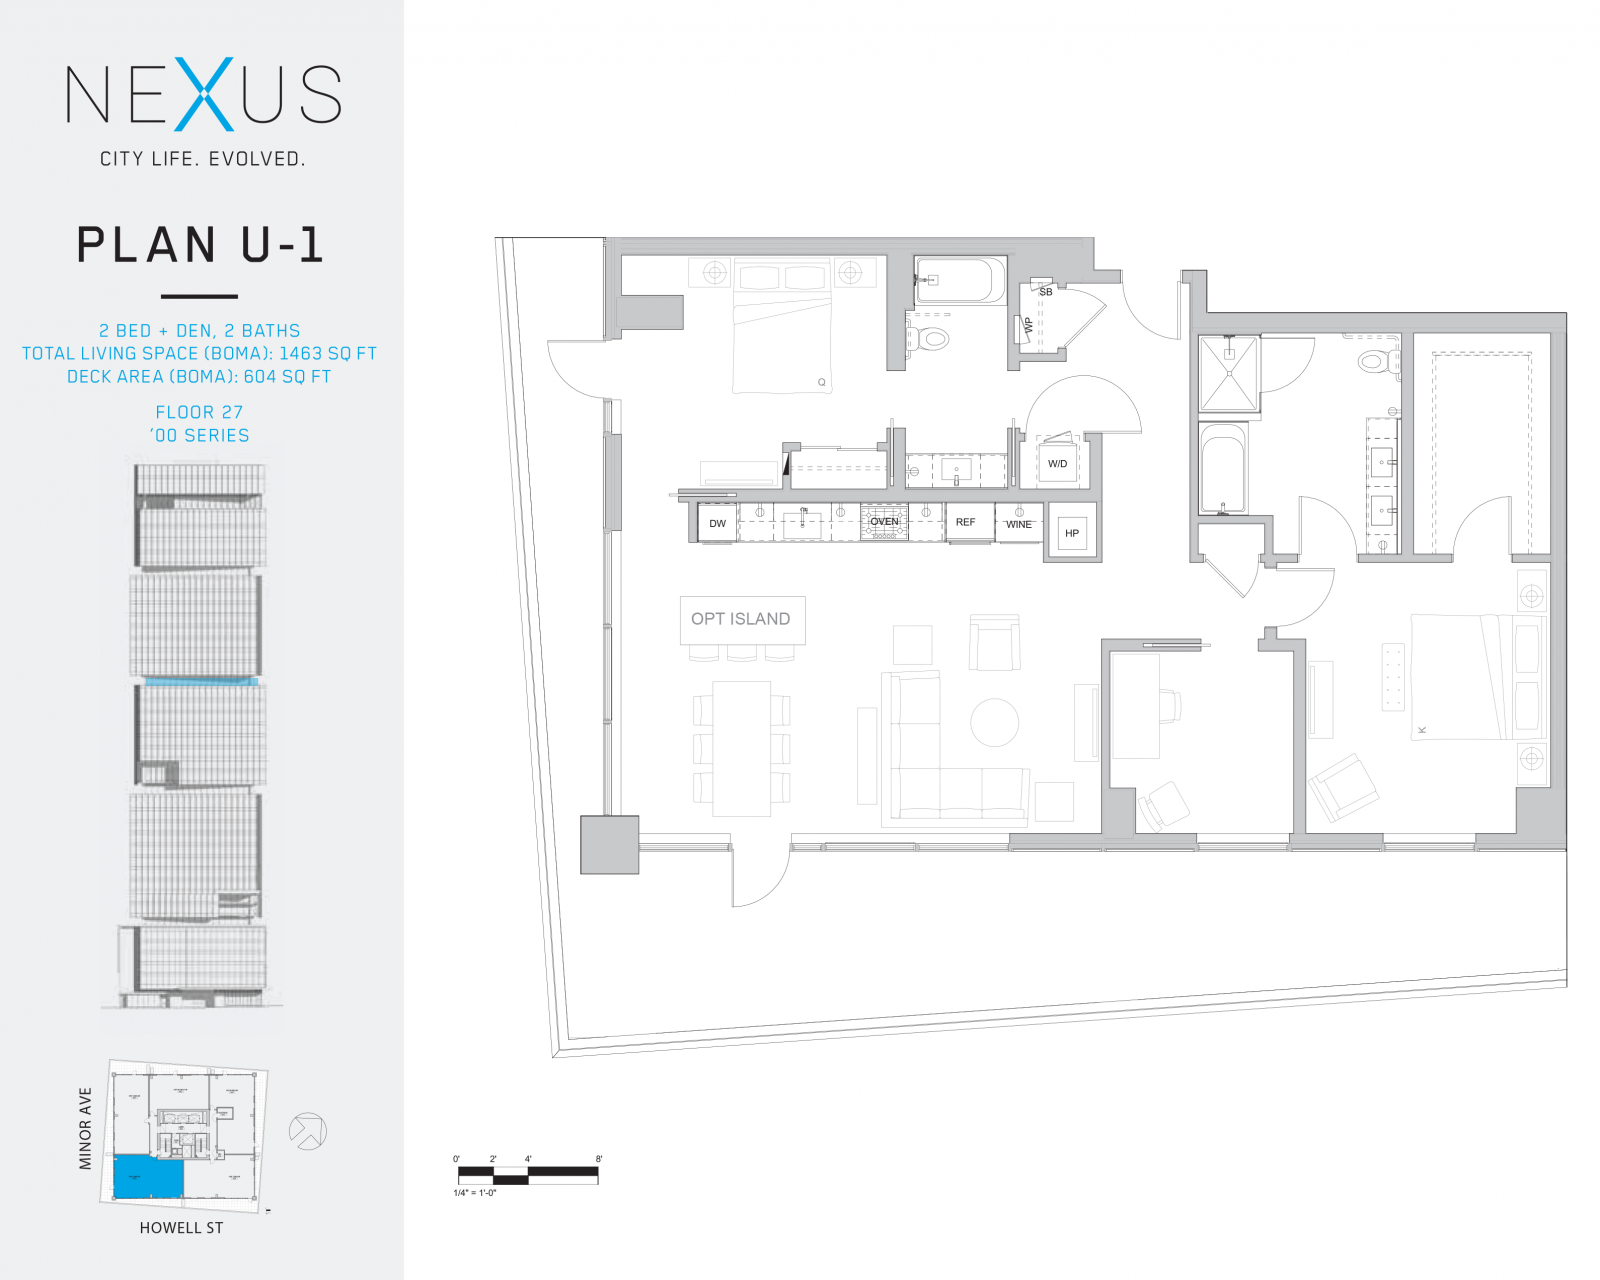 NEXUS
CITY LIFE. EVOLVED.
PLAN U-1
2 BED + DEN, 2 BATHS
TOTAL LIVING SPACE (BOMA): 1463 SQ FT
DECK AREA (BOMA): 604 SQ FT
FLOOR 27
'00 SERIES
MINOR AVE
HOWELL ST
SB
WP
Q
W/D
DW
OVEN
REF
WINE
HP
OPT ISLAND
K
0' 2' 4' 8'
1/4" = 1'-0"